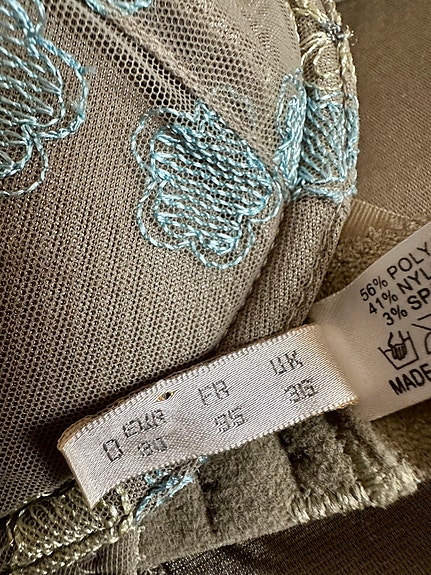 EUR FR UK
D 80 95 36
56% POLY
41% NYL
3% SP
MADE